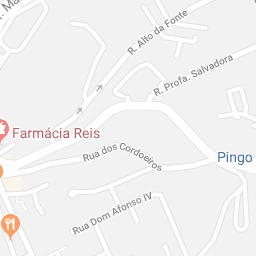 R. Alto da Fonte
R. Profa. Salvadora
Farmácia Reis
Rua dos Cordoeiros
Pingo
Rua Dom Afonso IV